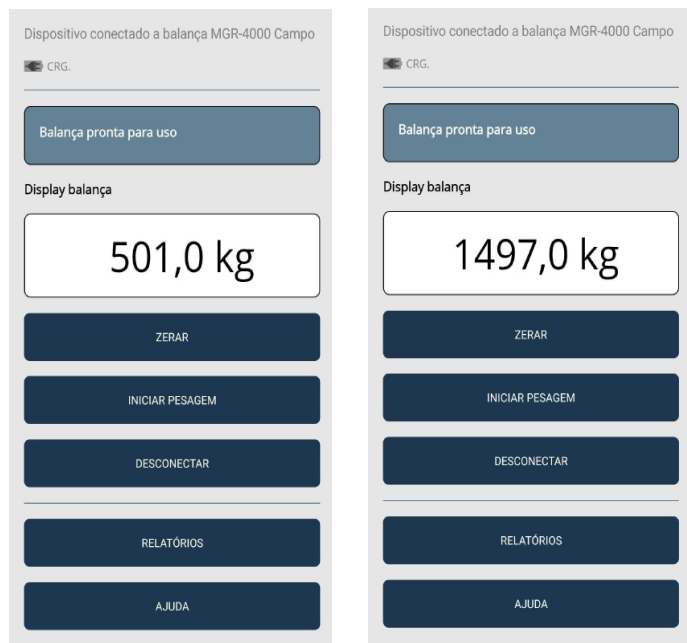 Dispositivo conectado a balança MGR-4000 Campo
CRG.
Balança pronta para uso
Display balança
501,0 kg
ZERAR
INICIAR PESAGEM
DESCONECTAR
RELATÓRIOS
AJUDA
Dispositivo conectado a balança MGR-4000 Campo
CRG.
Balança pronta para uso
Display balança
1497,0 kg
ZERAR
INICIAR PESAGEM
DESCONECTAR
RELATÓRIOS
AJUDA